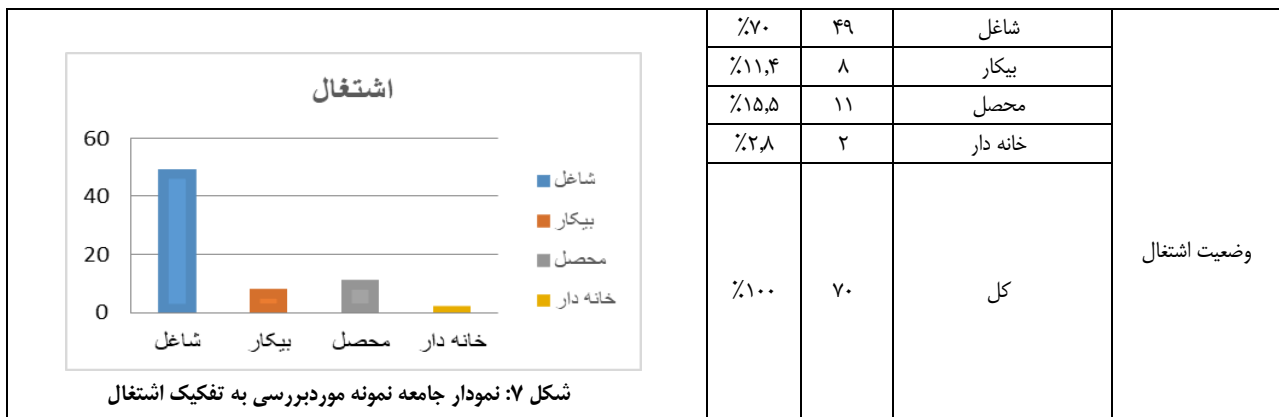 وضعیت اشتغال
شاغل ۴۹ ٪۷۰
بیکار ۸ ٪۱۱,۴
محصل ۱۱ ٪۱۵,۵
خانه دار ۲ ٪۲,۸
کل ۷۰ ٪۱۰۰
اشتغال
60
40
20
0
شاغل بیکار محصل خانه دار
شاغل
بیکار
محصل
خانه دار
شکل ۷: نمودار جامعه نمونه موردبررسی به تفکیک اشتغال